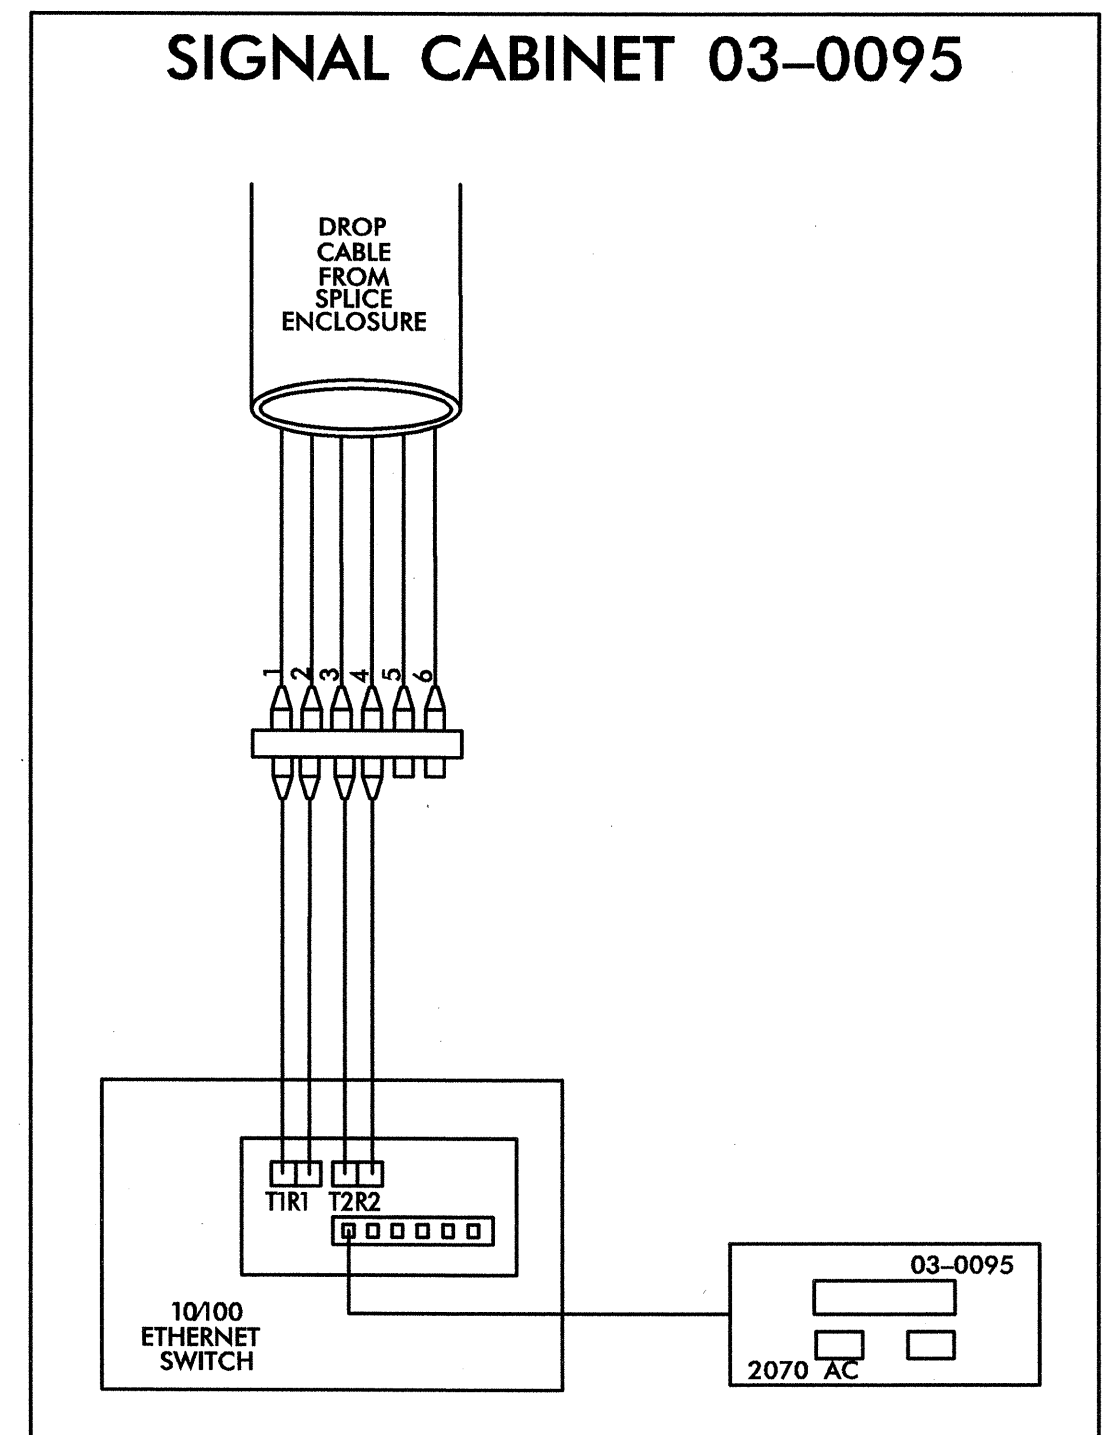 SIGNAL CABINET 03-0095
DROP
CABLE
FROM
SPLICE
ENCLOSURE
1 2 3 4 5 6
T1R1 T2R2
10/100
ETHERNET
SWITCH
03-0095
2070 AC